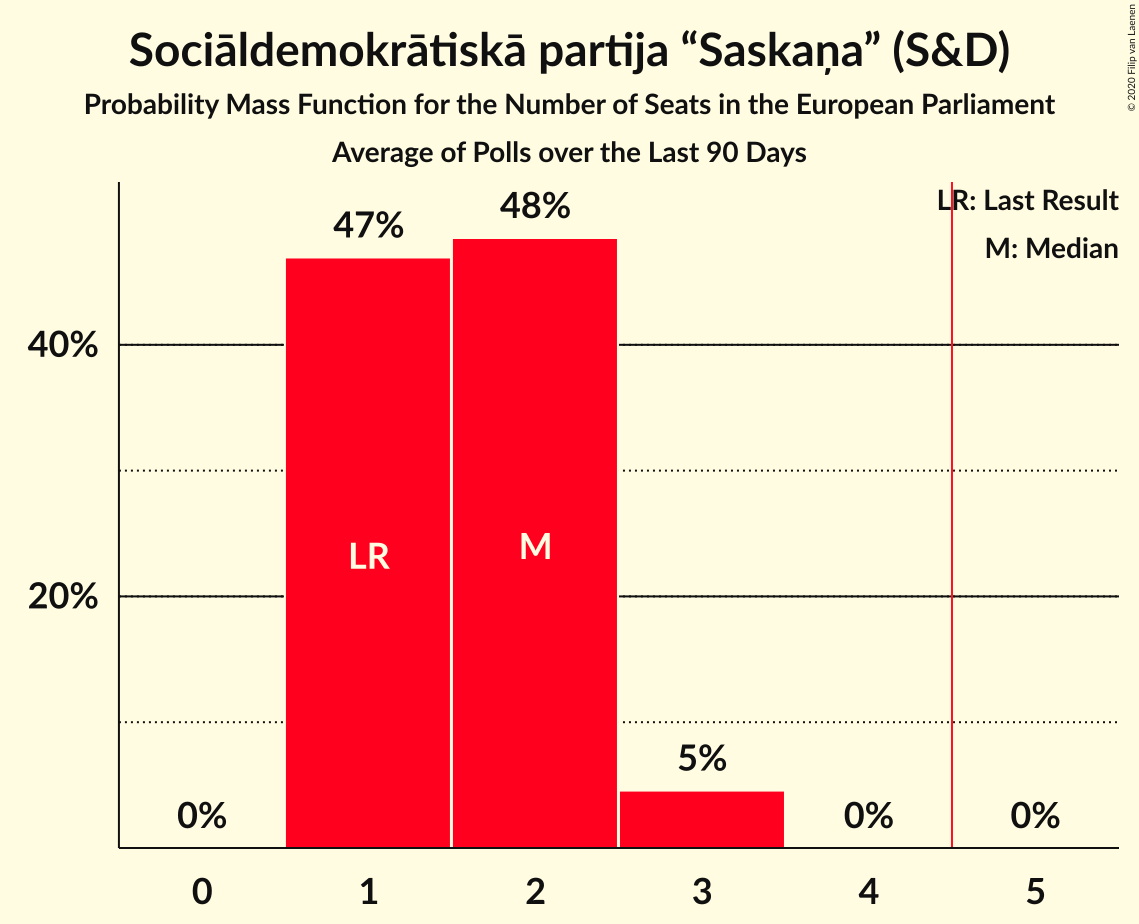 Sociāldemokrātiskā partija “Saskaņa” (S&D)
Probability Mass Function for the Number of Seats in the European Parliament
Average of Polls over the Last 90 Days
© 2020 Filip van Laenen
LR: Last Result
M: Median
47%
48%
40%
LR
M
20%
5%
0%
0%
0%
0
1
2
3
4
5